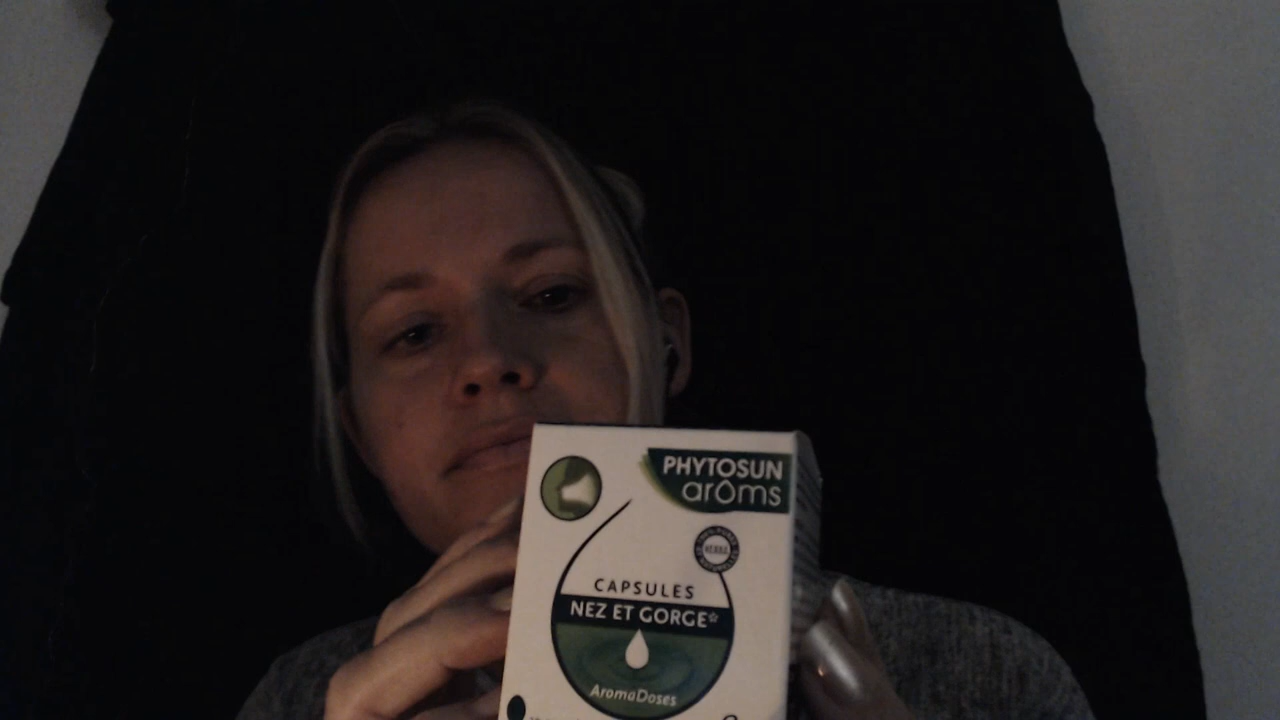 PHYTOSUN
arôms
CAPSULES
NEZ ET GORGE*
AromaDoses